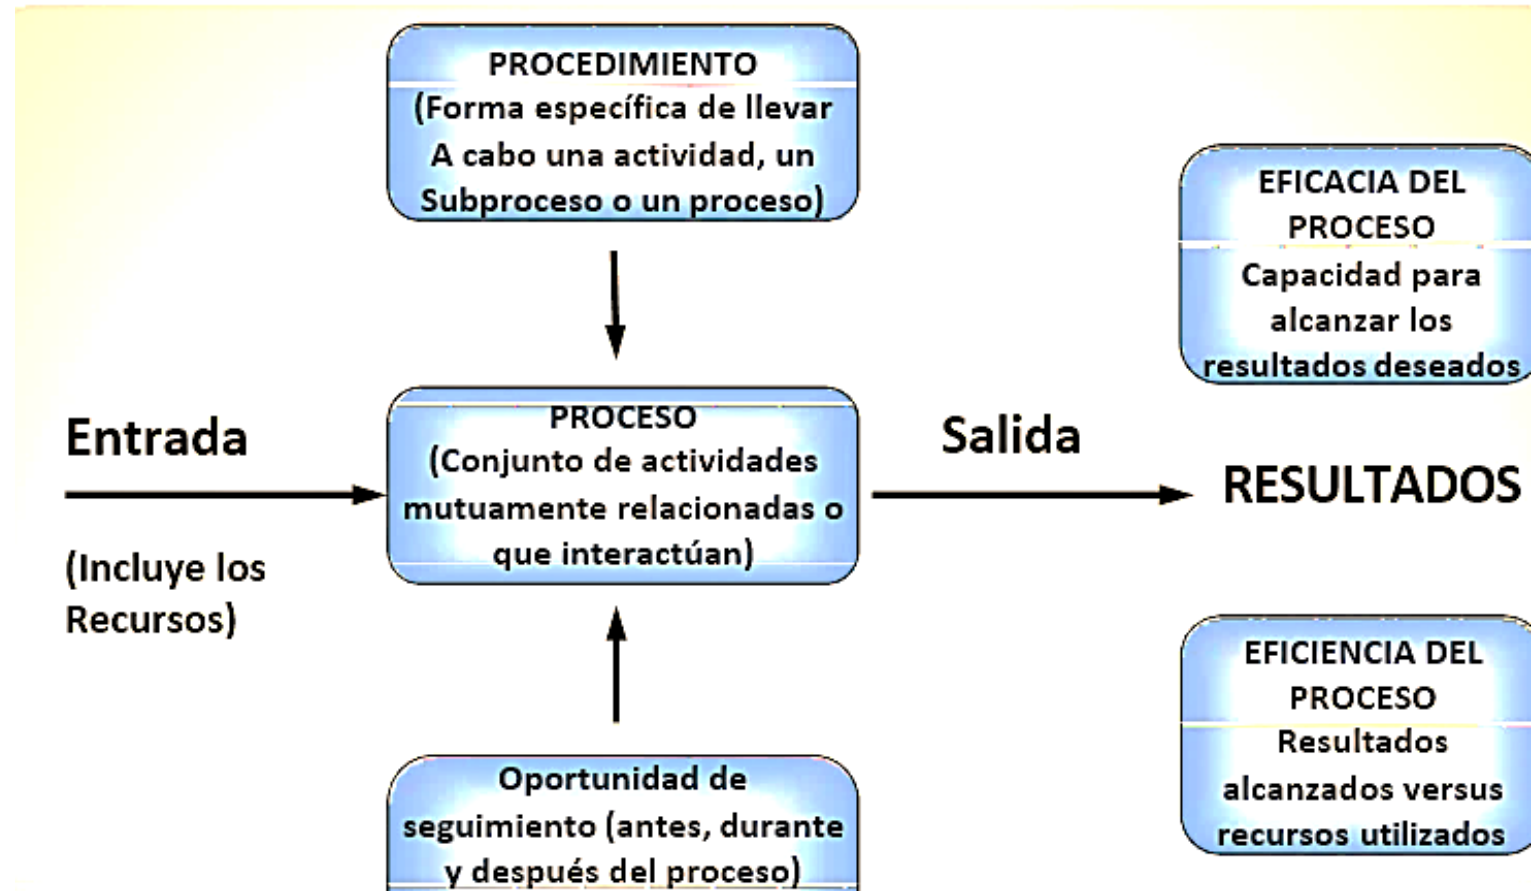 PROCEDIMIENTO
(Forma específica de llevar
A cabo una actividad, un
Subproceso o un proceso)
EFICACIA DEL
PROCESO
Capacidad para
alcanzar los
resultados deseados
Entrada
(Incluye los
Recursos)
PROCESO
(Conjunto de actividades
mutuamente relacionadas o
que interactúan)
Salida
RESULTADOS
Oportunidad de
seguimiento (antes, durante
y después del proceso)
EFICIENCIA DEL
PROCESO
Resultados
alcanzados versus
recursos utilizados